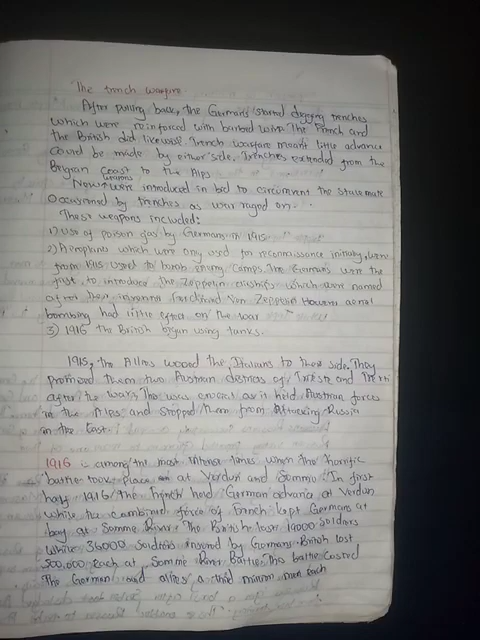 The trench warfare
After pulling back, the Germans started digging trenches
which were reinforced with barbed wire. The French and
the British did likewise. Trench warfare meant little advance
could be made by either side. Trenches extended from the
Belgian coast to the Alps
New weapons were introduced in bid to circumvent the stalemate
Occasioned by trenches as war raged on.
These weapons included:
1) Use of poison gas by Germans in 1915
2) Aeroplanes which were only used for reconnaissance initially, were
from 1915 used to bomb enemy camps. The Germans were the
first to introduce the Zeppelin airships which were named
after their inventor Ferdinand Von Zeppelin However aerial
bombing had little effect on the war
3) 1916 the British began using tanks.
1915, the Allies wooed the Italians to their side. They
promised them two Austrian districts of Trieste and
after the war. This was crucial as it held Austrian forces
in the Alps and stopped them from Attacking Russia
in the East.
1916 is among the most intense times when the horrific
battle took place at Verdun and Somme. In first
half 1916 the french held German advance at Verdun
while the combined force of French kept Germans at
bay at Somme River. The British lost 19000 Soldiers
While 36000 Soldiers injured by Germans. British lost
500,000 each at Somme River Battle. This battle costed
The German and allies a third million men each